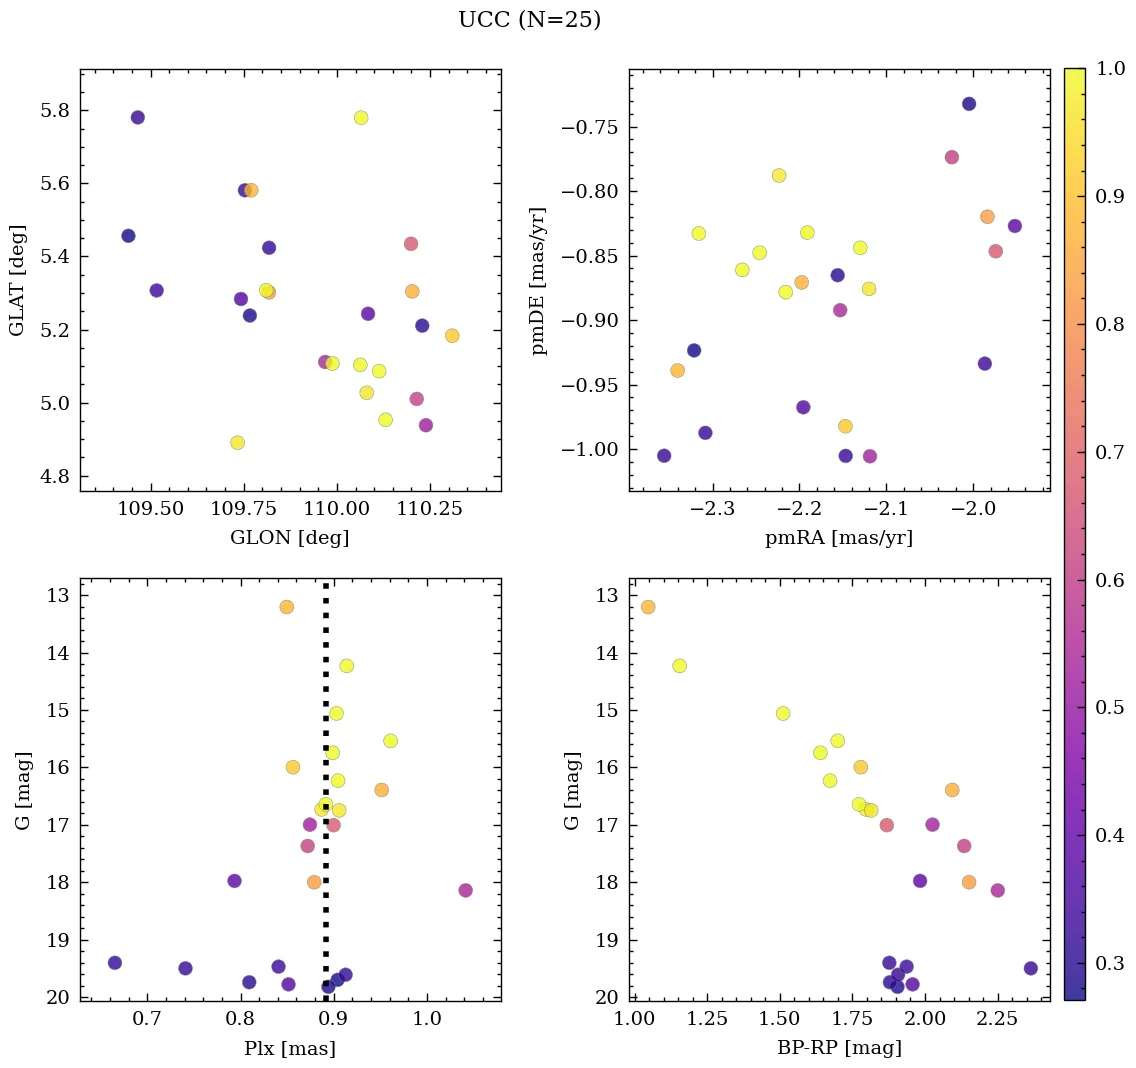 UCC (N=25)
5.8
5.6
5.4
5.2
5.0
4.8
GLAT [deg]
109.50 109.75 110.00 110.25
GLON [deg]
−0.75
−0.80
−0.85
−0.90
−0.95
−1.00
pmDE [mas/yr]
−2.3 −2.2 −2.1 −2.0
pmRA [mas/yr]
13
14
15
16
17
18
19
20
G [mag]
0.7 0.8 0.9 1.0
Plx [mas]
13
14
15
16
17
18
19
20
G [mag]
1.00 1.25 1.50 1.75 2.00 2.25
BP-RP [mag]
1.0
0.9
0.8
0.7
0.6
0.5
0.4
0.3